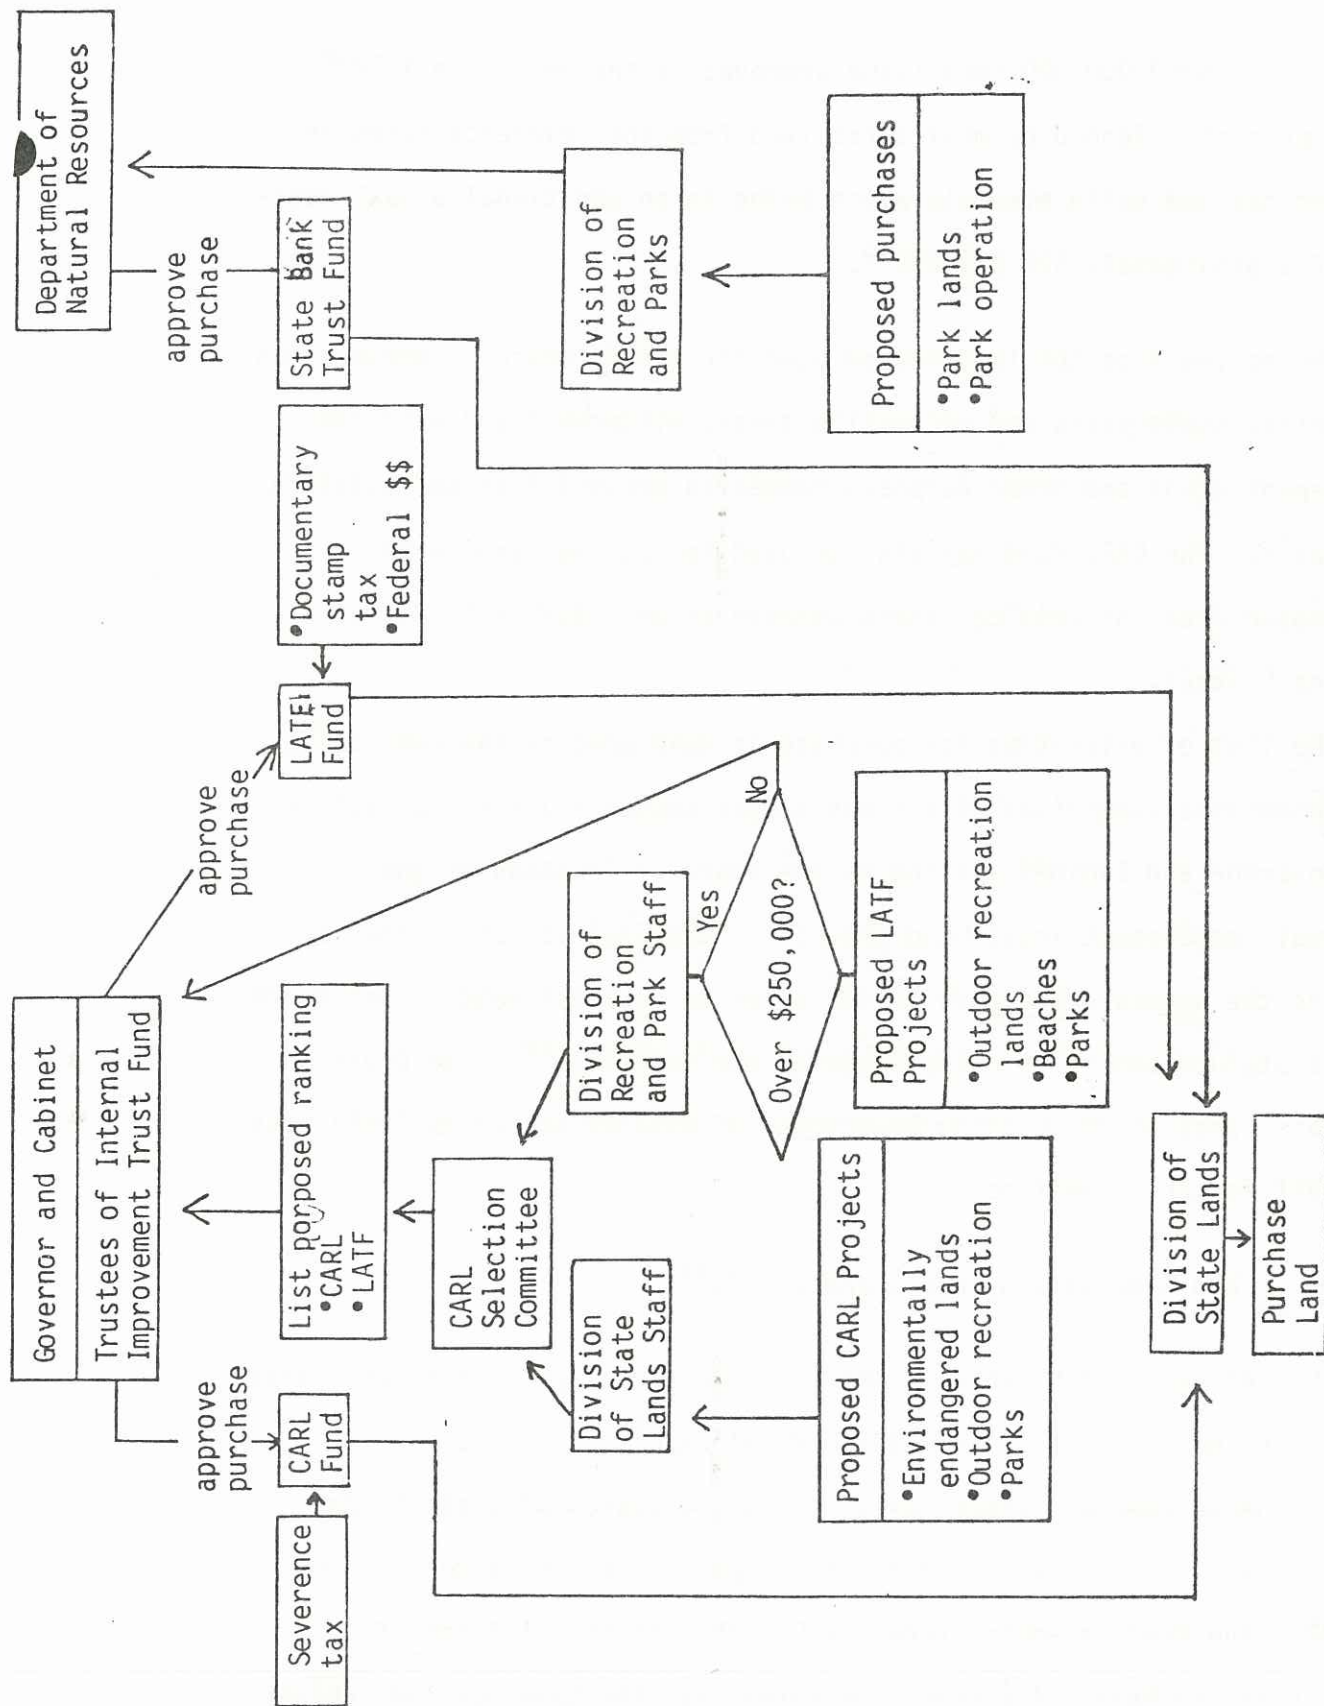 Governor and Cabinet
Trustees of Internal
Improvement Trust Fund
Department of
Natural Resources
approve
purchase
approve
purchase
approve
purchase
Severence
tax
CARL
Fund
List porposed ranking
•CARL
•LATF
LATF
Fund
•Documentary
stamp
tax
•Federal $$
State Bank
Trust Fund
CARL
Selection
Committee
Division
of State
Lands Staff
Division of
Recreation
and Park Staff
Division of
Recreation
and Parks
Yes
No
Over $250,000?
Proposed CARL Projects
•Environmentally
endangered lands
•Outdoor recreation
•Parks
Proposed LATF
Projects
•Outdoor recreation
lands
•Beaches
•Parks
Proposed purchases
•Park lands
•Park operation
Division of
State Lands
Purchase
Land